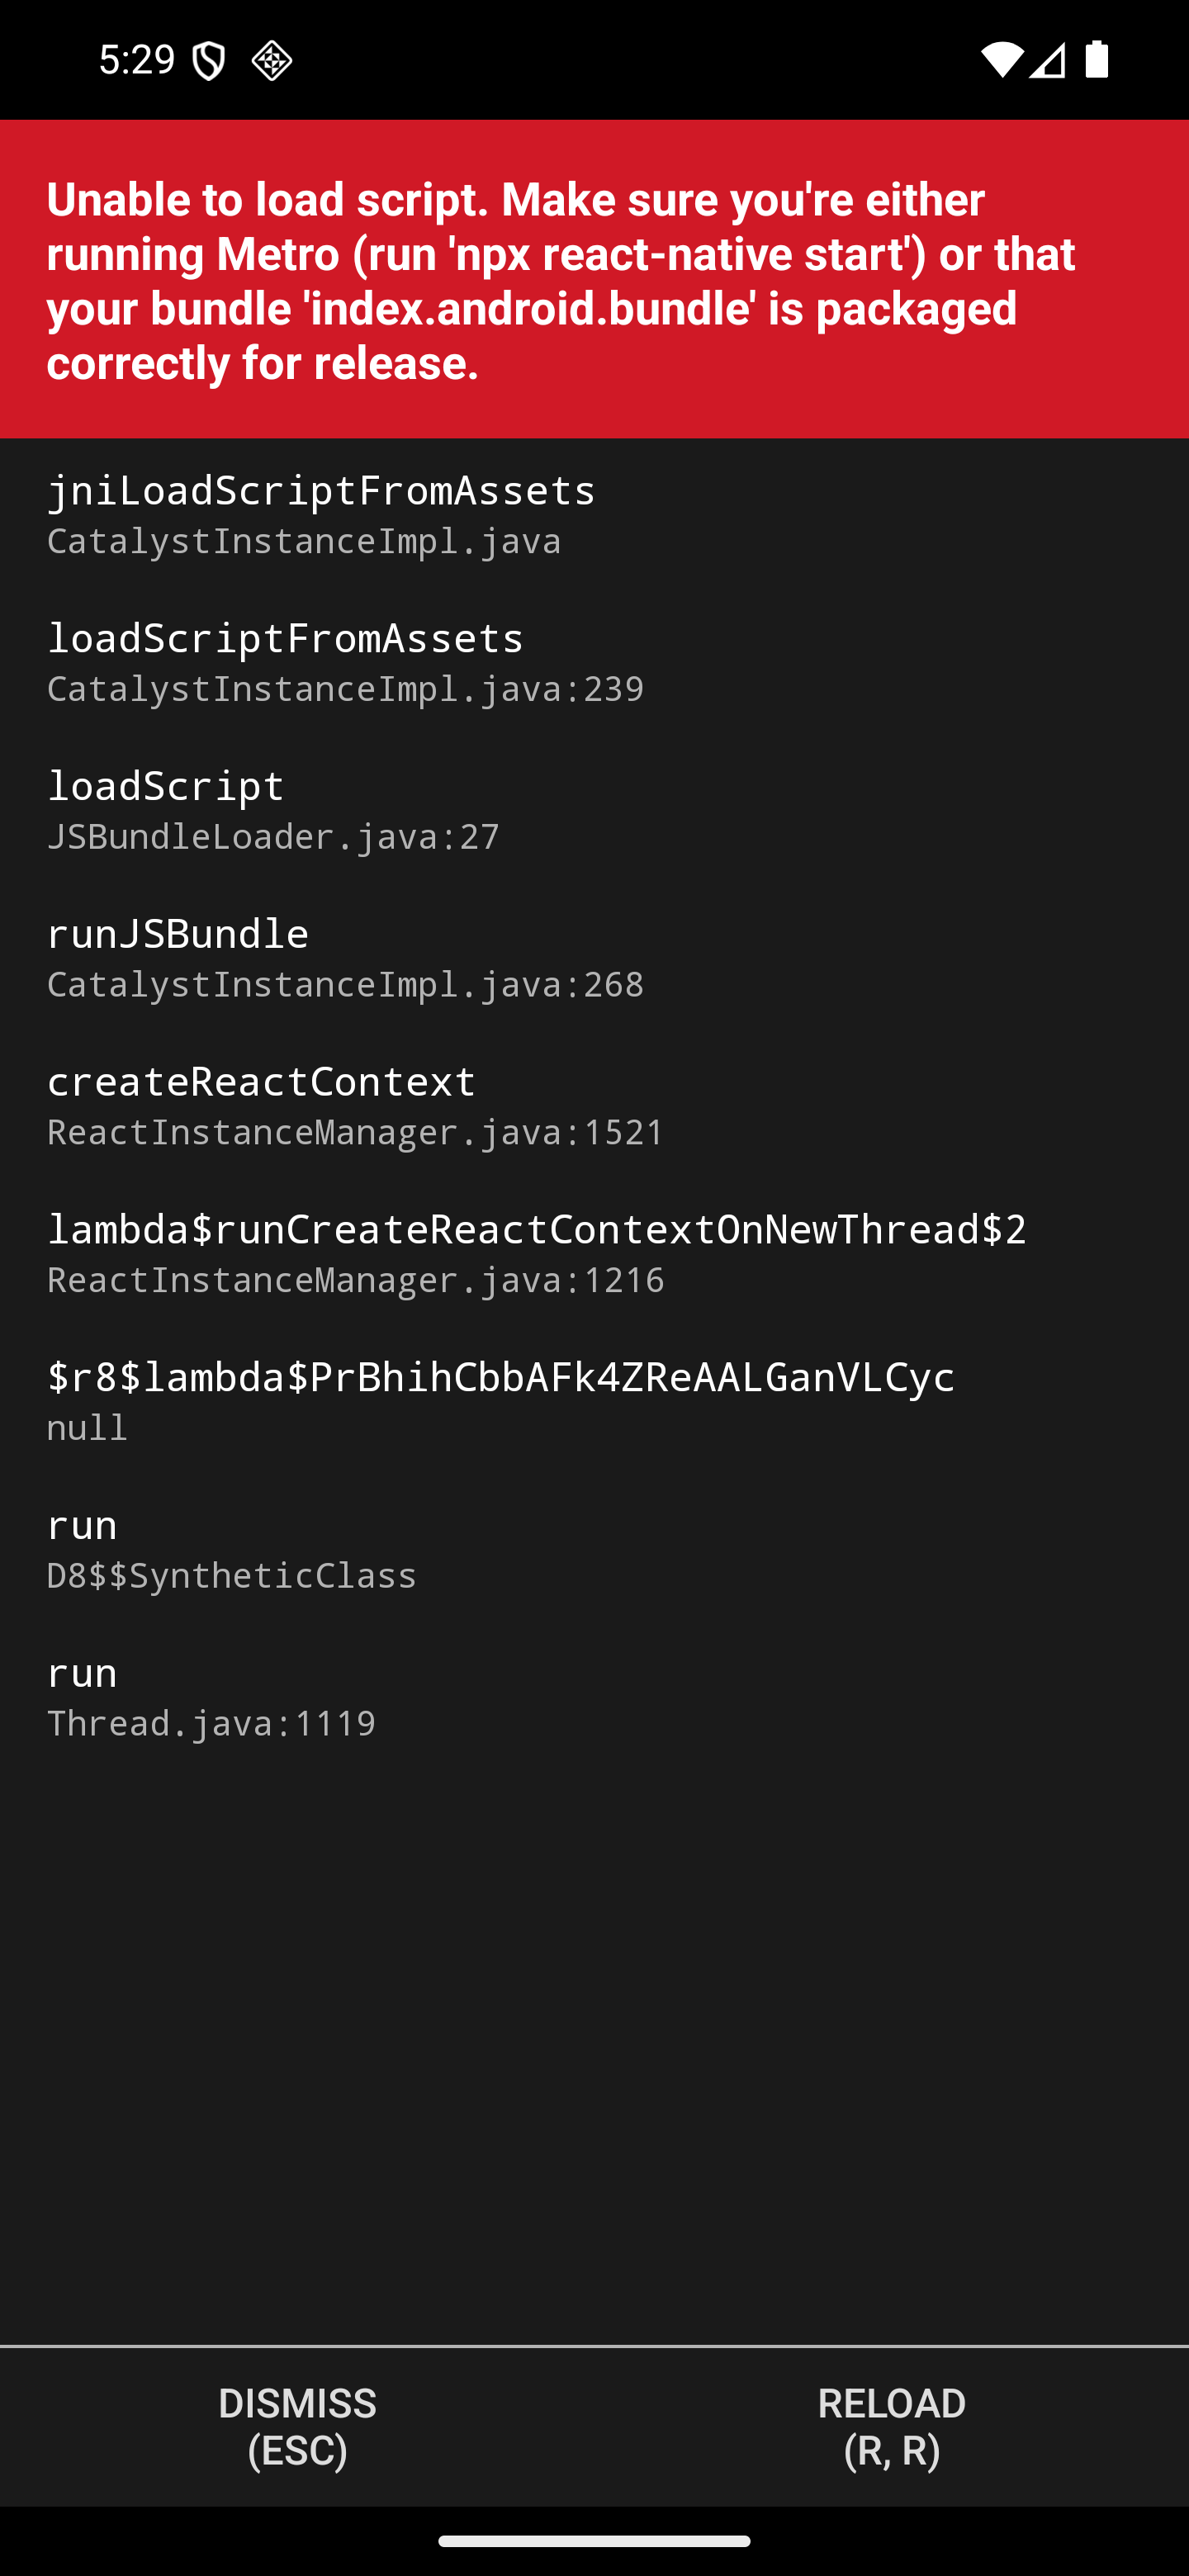 5:29
Unable to load script. Make sure you're either
running Metro (run 'npx react-native start') or that
your bundle 'index.android.bundle' is packaged
correctly for release.
jniLoadScriptFromAssets
CatalystInstanceImpl.java
loadScriptFromAssets
CatalystInstanceImpl.java:239
loadScript
JSBundleLoader.java:27
runJSBundle
CatalystInstanceImpl.java:268
createReactContext
ReactInstanceManager.java:1521
lambda$runCreateReactContextOnNewThread$2
ReactInstanceManager.java:1216
$r8$lambda$PrBhihCbbAFk4ZReAALGanVLCyc
null
run
D8$$SyntheticClass
run
Thread.java:1119
DISMISS
(ESC)
RELOAD
(R, R)